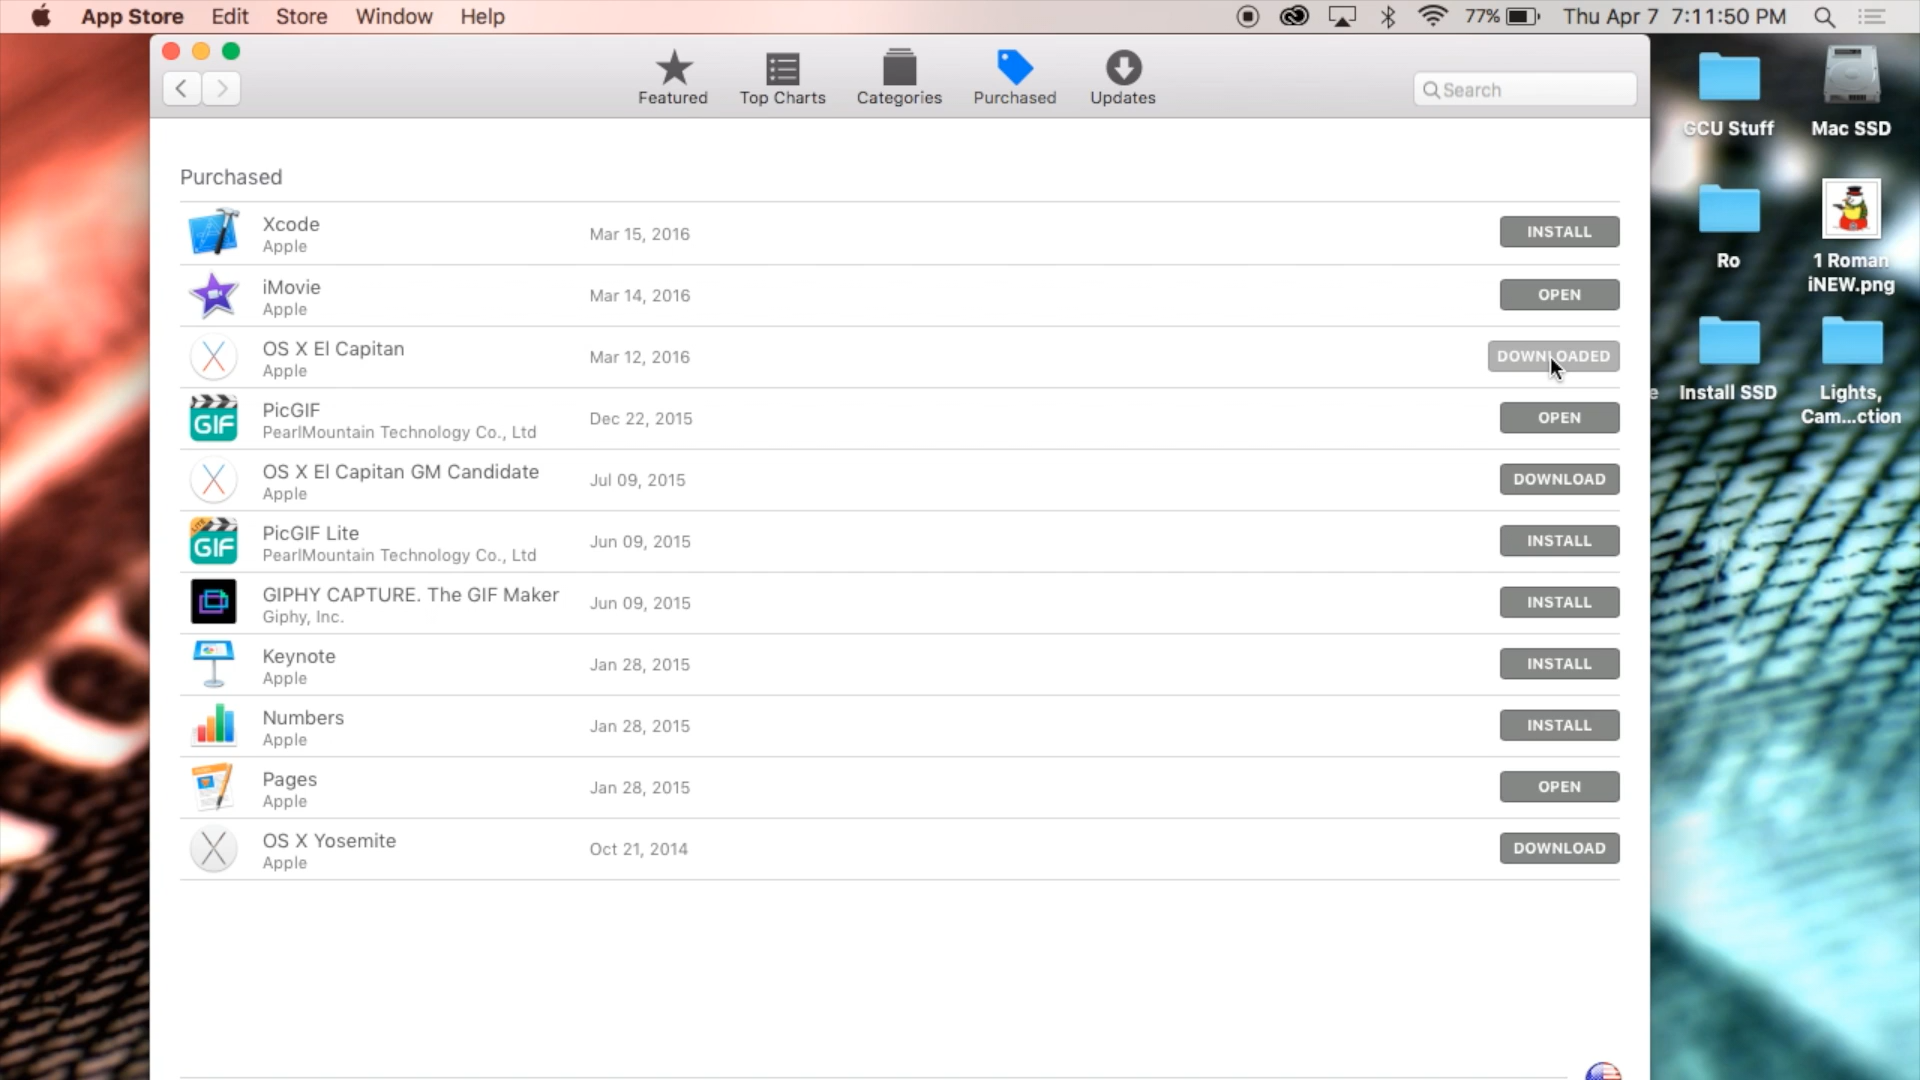 App Store Edit Store Window Help 77% Thu Apr 7 7:11:50 PM
Featured Top Charts Categories Purchased Updates
Search
Purchased
Xcode
Apple
Mar 15, 2016
INSTALL
iMovie
Apple
Mar 14, 2016
OPEN
OS X El Capitan
Apple
Mar 12, 2016
DOWNLOADED
PicGIF
PearlMountain Technology Co., Ltd
Dec 22, 2015
OPEN
GIF
OS X El Capitan GM Candidate
Apple
Jul 09, 2015
DOWNLOAD
PicGIF Lite
PearlMountain Technology Co., Ltd
Jun 09, 2015
INSTALL
LITE
GIF
GIPHY CAPTURE. The GIF Maker
Giphy, Inc.
Jun 09, 2015
INSTALL
Keynote
Apple
Jan 28, 2015
INSTALL
Numbers
Apple
Jan 28, 2015
INSTALL
Pages
Apple
Jan 28, 2015
OPEN
OS X Yosemite
Apple
Oct 21, 2014
DOWNLOAD
GCU Stuff
Mac SSD
Ro
1 Roman
iNEW.png
e
Install SSD
Lights,
Cam...ction